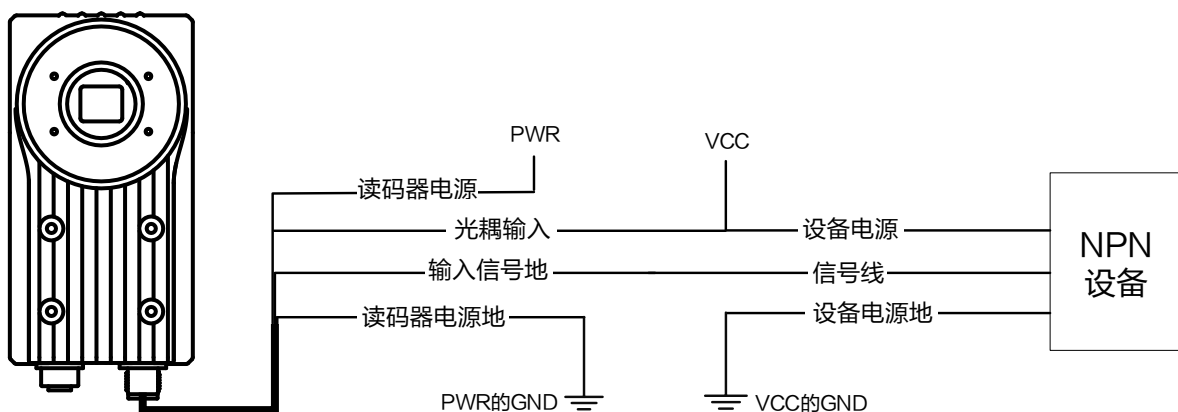 PWR
VCC
读码器电源
光耦输入
设备电源
输入信号地
信号线
读码器电源地
设备电源地
NPN
设备
PWR的GND
VCC的GND